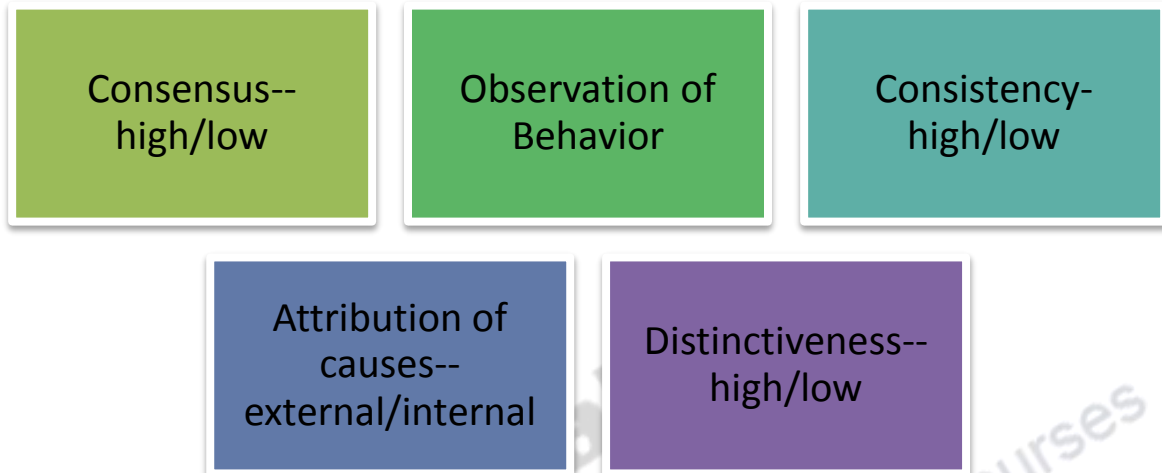 Consensus--
high/low
Observation of
Behavior
Consistency-
high/low
Attribution of
causes--
external/internal
Distinctiveness--
high/low